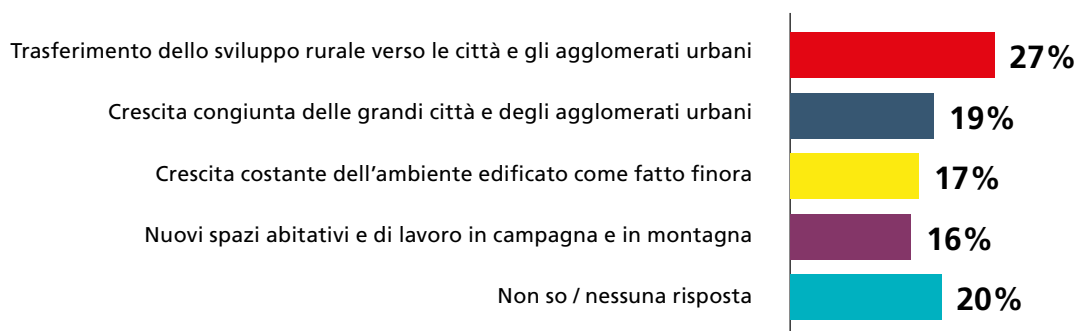 Trasferimento dello sviluppo rurale verso le città e gli agglomerati urbani 27%
Crescita congiunta delle grandi città e degli agglomerati urbani 19%
Crescita costante dell’ambiente edificato come fatto finora 17%
Nuovi spazi abitativi e di lavoro in campagna e in montagna 16%
Non so / nessuna risposta 20%